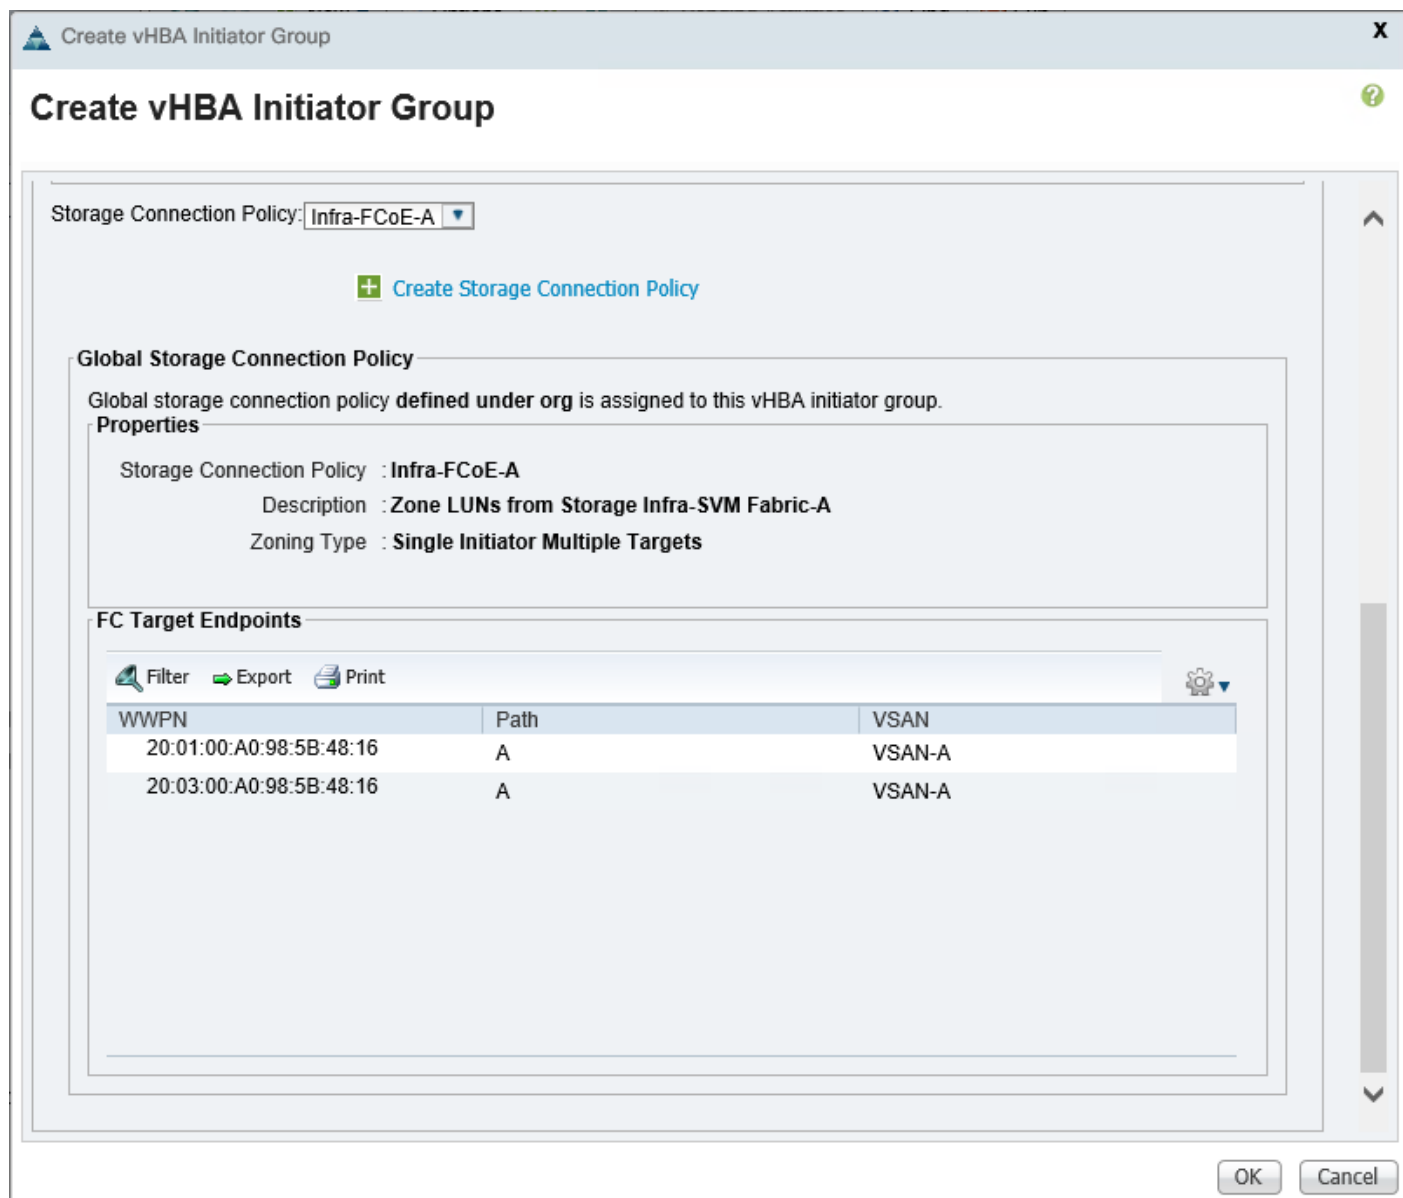 Create vHBA Initiator Group
X
Create vHBA Initiator Group
?
Storage Connection Policy: Infra-FCoE-A
Create Storage Connection Policy
Global Storage Connection Policy
Global storage connection policy defined under org is assigned to this vHBA initiator group.
Properties
Storage Connection Policy : Infra-FCoE-A
Description : Zone LUNs from Storage Infra-SVM Fabric-A
Zoning Type : Single Initiator Multiple Targets
FC Target Endpoints
Filter Export Print
WWPN Path VSAN
20:01:00:A0:98:5B:48:16 A VSAN-A
20:03:00:A0:98:5B:48:16 A VSAN-A
OK Cancel